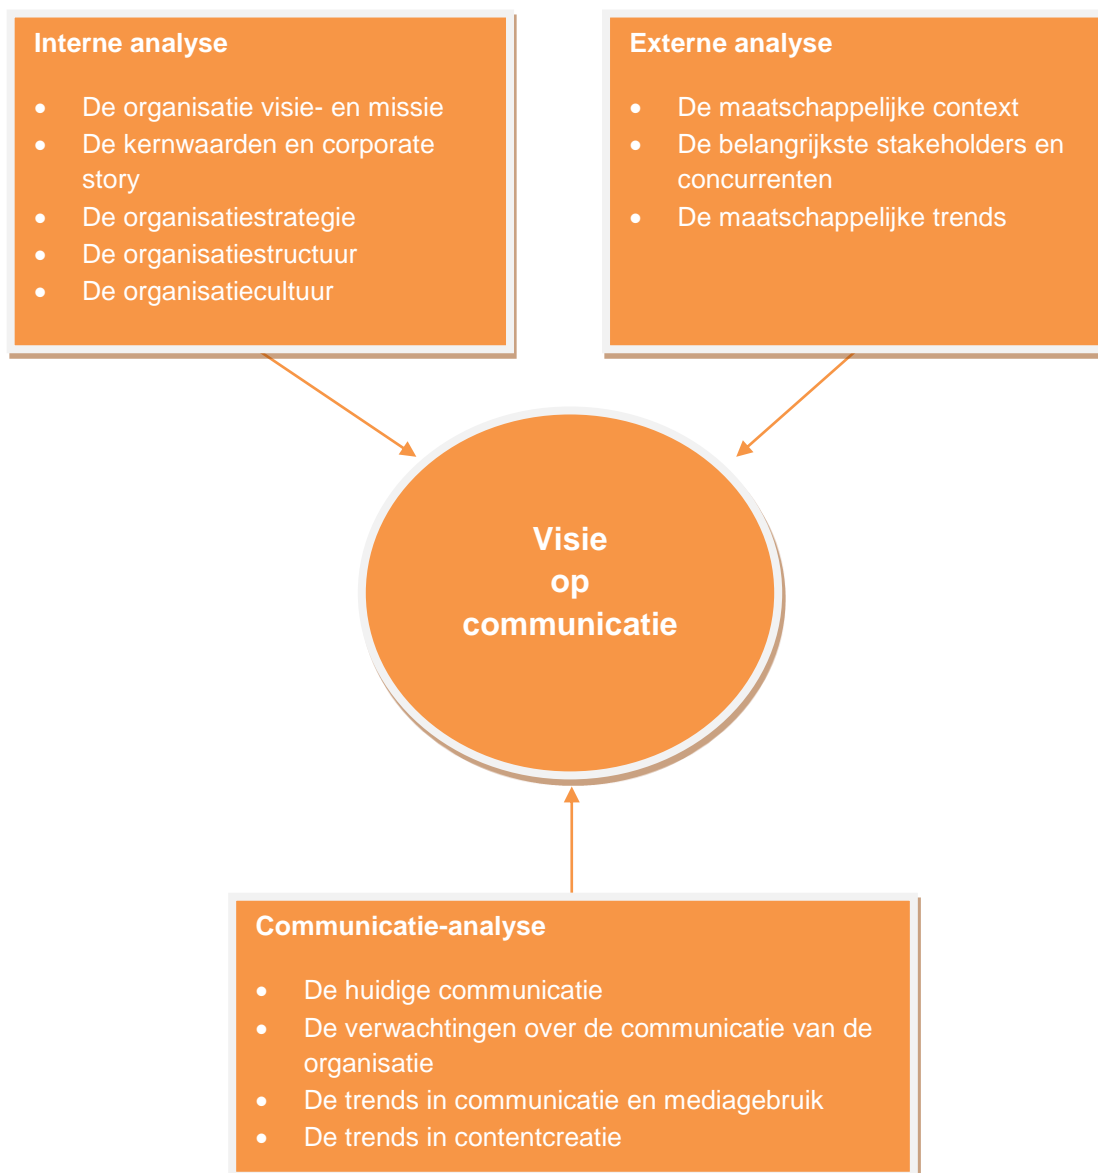 Interne analyse
• De organisatie visie- en missie
• De kernwaarden en corporate
story
• De organisatiestrategie
• De organisatiestructuur
• De organisatiecultuur
Externe analyse
• De maatschappelijke context
• De belangrijkste stakeholders en
concurrenten
• De maatschappelijke trends
Visie
op
communicatie
Communicatie-analyse
• De huidige communicatie
• De verwachtingen over de communicatie van de
organisatie
• De trends in communicatie en mediagebruik
• De trends in contentcreatie